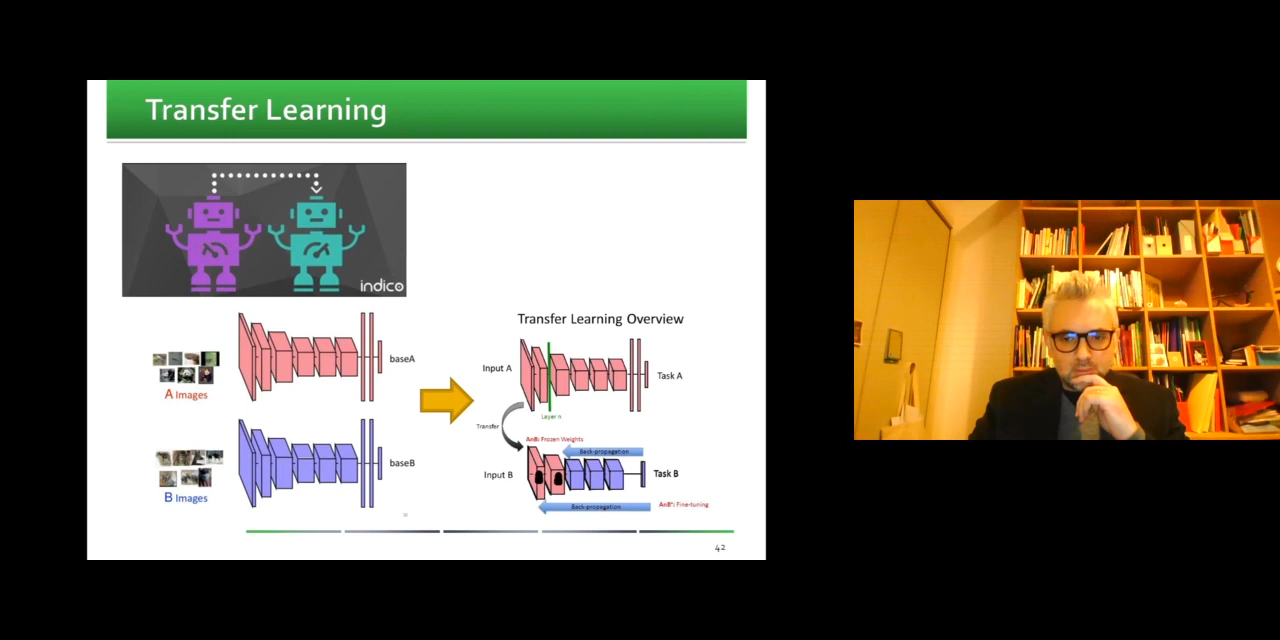 Transfer Learning
indico
A Images
baseA
B Images
baseB
Transfer Learning Overview
Input A
Task A
Layer n
Transfer
AnB: Frozen Weights
Back-propagation
Input B
Task B
Back-propagation
AnB⁺: Fine-tuning
42